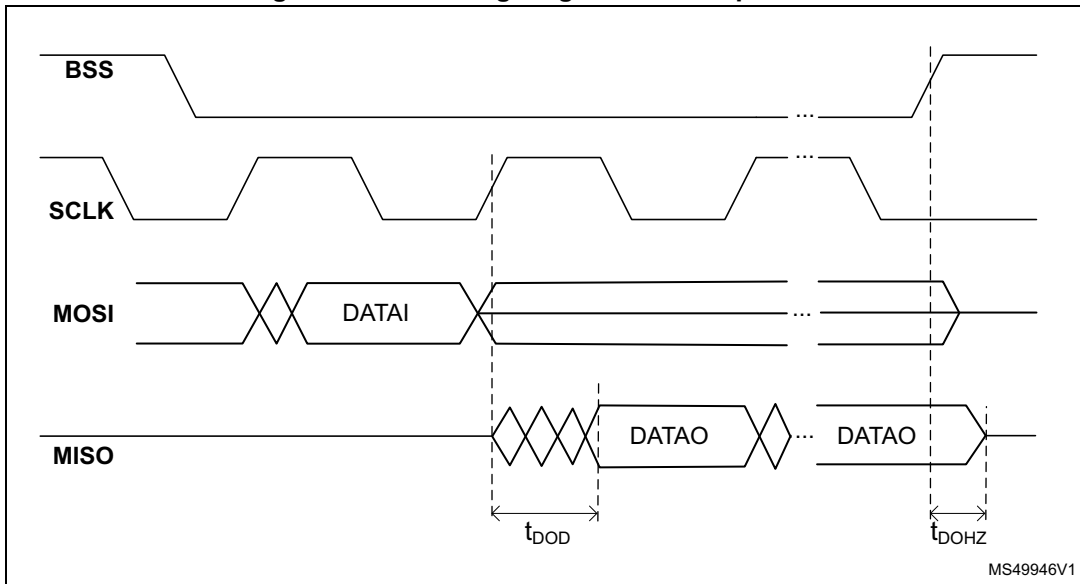 BSS
...
...
SCLK
MOSI
DATAI
...
MISO
DATAO
...
DATAO
tDOD
tDOHZ
MS49946V1